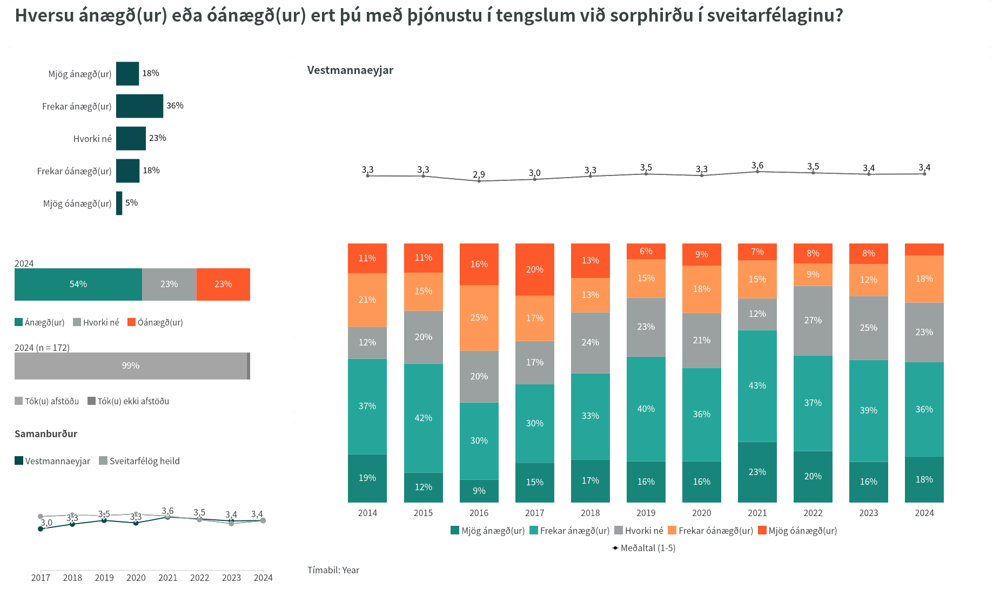 Hversu ánægð(ur) eða óánægð(ur) ert þú með þjónustu í tengslum við sorphirðu í sveitarfélaginu?
Mjög ánægð(ur) 18%
Frekar ánægð(ur) 36%
Hvorki né 23%
Frekar óánægð(ur) 18%
Mjög óánægð(ur) 5%
2024
54% 23% 23%
Ánægð(ur) Hvorki né Óánægð(ur)
2024 (n = 172)
99%
Tók(u) afstöðu Tók(u) ekki afstöðu
Samanburður
Vestmannaeyjar Sveitarfélög heild
3,0 3,3 3,5 3,3 3,6 3,5 3,4 3,4
2017 2018 2019 2020 2021 2022 2023 2024
Vestmannaeyjar
3,3 3,3 2,9 3,0 3,3 3,5 3,3 3,6 3,5 3,4 3,4
11% 11% 16% 20% 13% 6% 9% 7% 8% 8%
21% 15% 25% 17% 13% 15% 18% 15% 9% 12% 18%
12% 20% 20% 17% 24% 23% 21% 12% 27% 25% 23%
37% 42% 30% 30% 33% 40% 36% 43% 37% 39% 36%
19% 12% 9% 15% 17% 16% 16% 23% 20% 16% 18%
2014 2015 2016 2017 2018 2019 2020 2021 2022 2023 2024
Mjög ánægð(ur) Frekar ánægð(ur) Hvorki né Frekar óánægð(ur) Mjög óánægð(ur)
Meðaltal (1-5)
Tímabil: Year